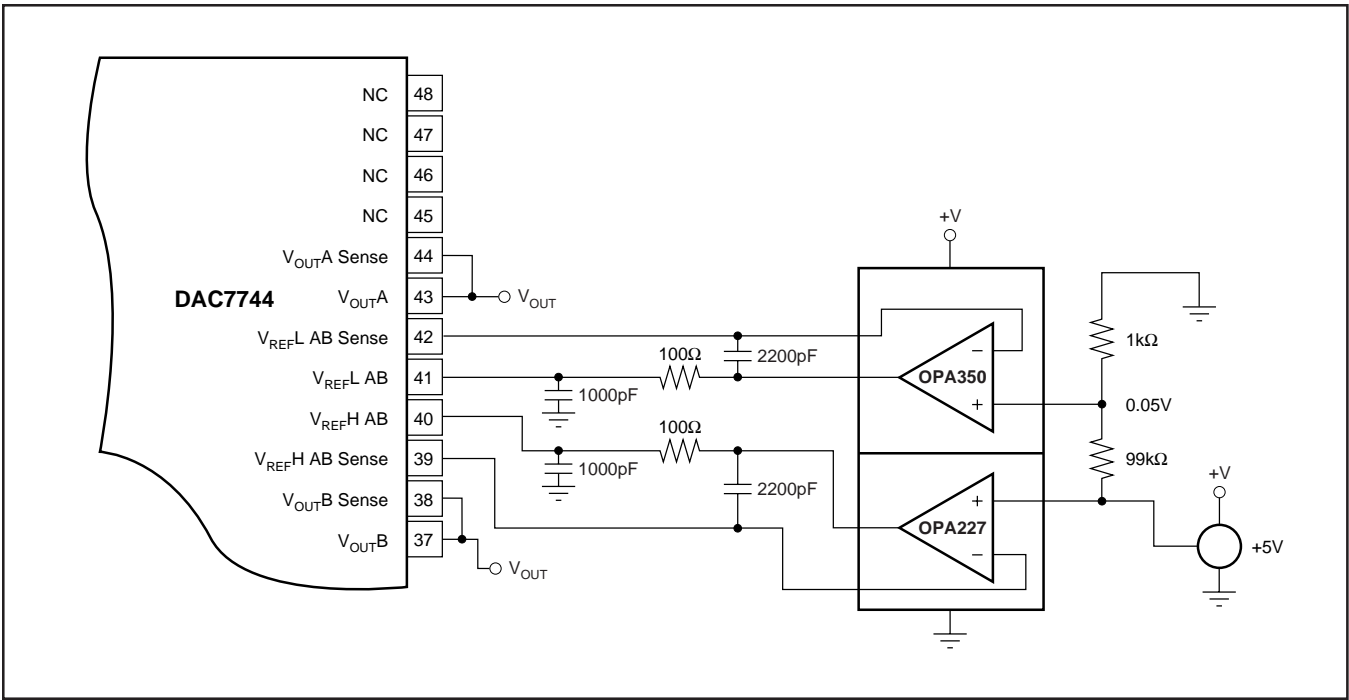 DAC7744
NC 48
NC 47
NC 46
NC 45
VOUTA Sense 44
VOUTA 43
VREFL AB Sense 42
VREFL AB 41
VREFH AB 40
VREFH AB Sense 39
VOUTB Sense 38
VOUTB 37
VOUT
VOUT
100Ω
2200pF
1000pF
100Ω
1000pF
2200pF
+V
−
OPA350
+
+
OPA227
−
1kΩ
0.05V
99kΩ
+V
+5V